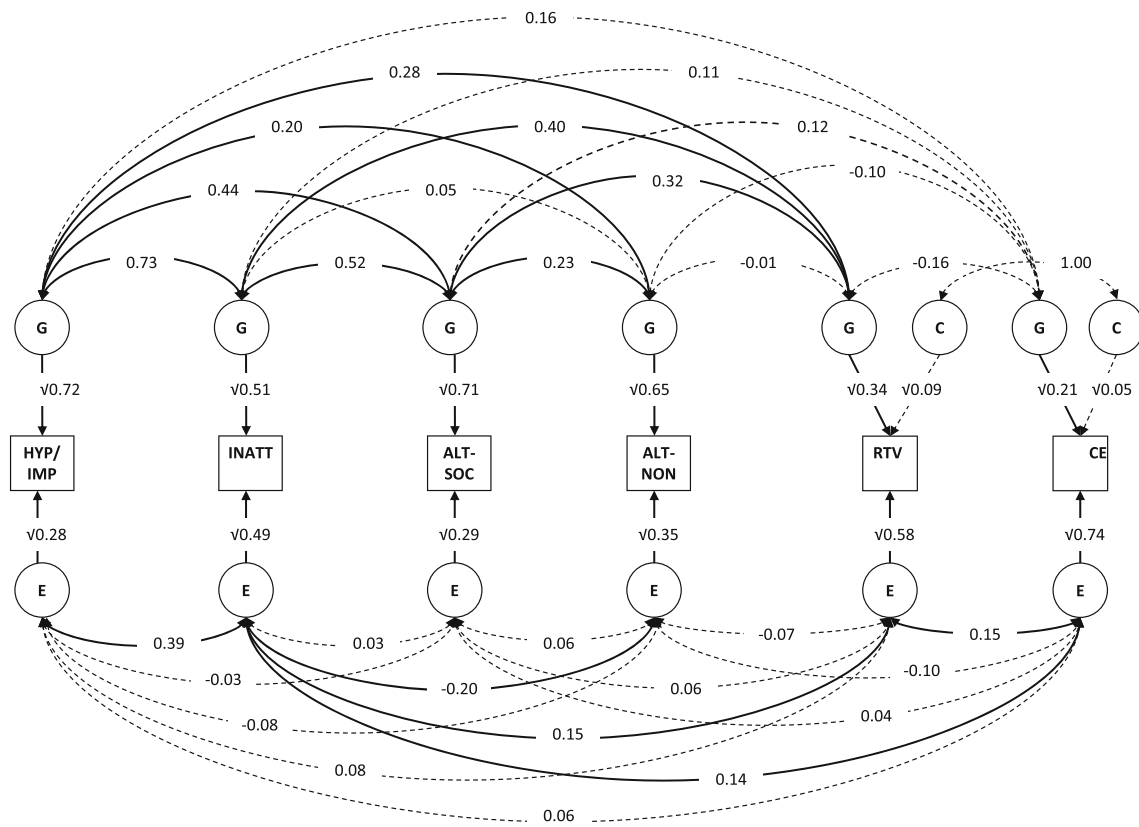 0.16
0.28
0.11
0.20
0.40
0.12
-0.10
0.44
0.05
0.32
0.73
0.52
0.23
-0.01
-0.16
1.00
G
G
G
G
G
C
G
C
√0.72
√0.51
√0.71
√0.65
√0.34
√0.09
√0.21
√0.05
HYP/
IMP
INATT
ALT-
SOC
ALT-
NON
RTV
CE
√0.28
√0.49
√0.29
√0.35
√0.58
√0.74
E
E
E
E
E
E
0.39
0.03
0.06
-0.07
0.15
-0.03
-0.20
0.06
-0.10
-0.08
0.15
0.04
0.08
0.14
0.06